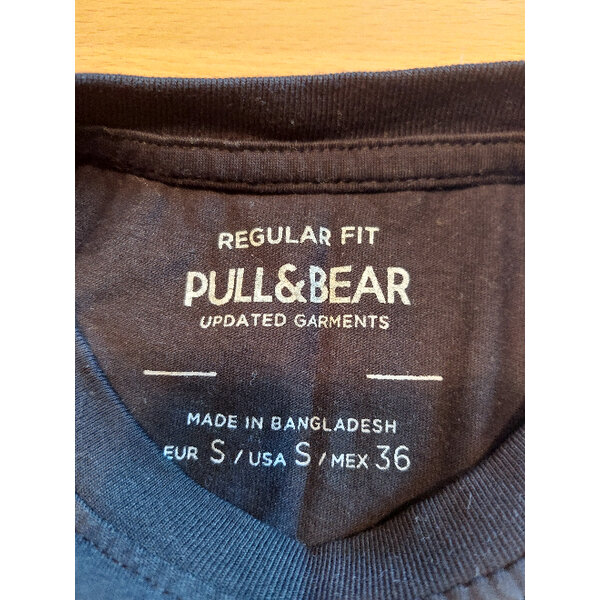 REGULAR FIT
PULL&BEAR
UPDATED GARMENTS
MADE IN BANGLADESH
EUR S / USA S / MEX 36